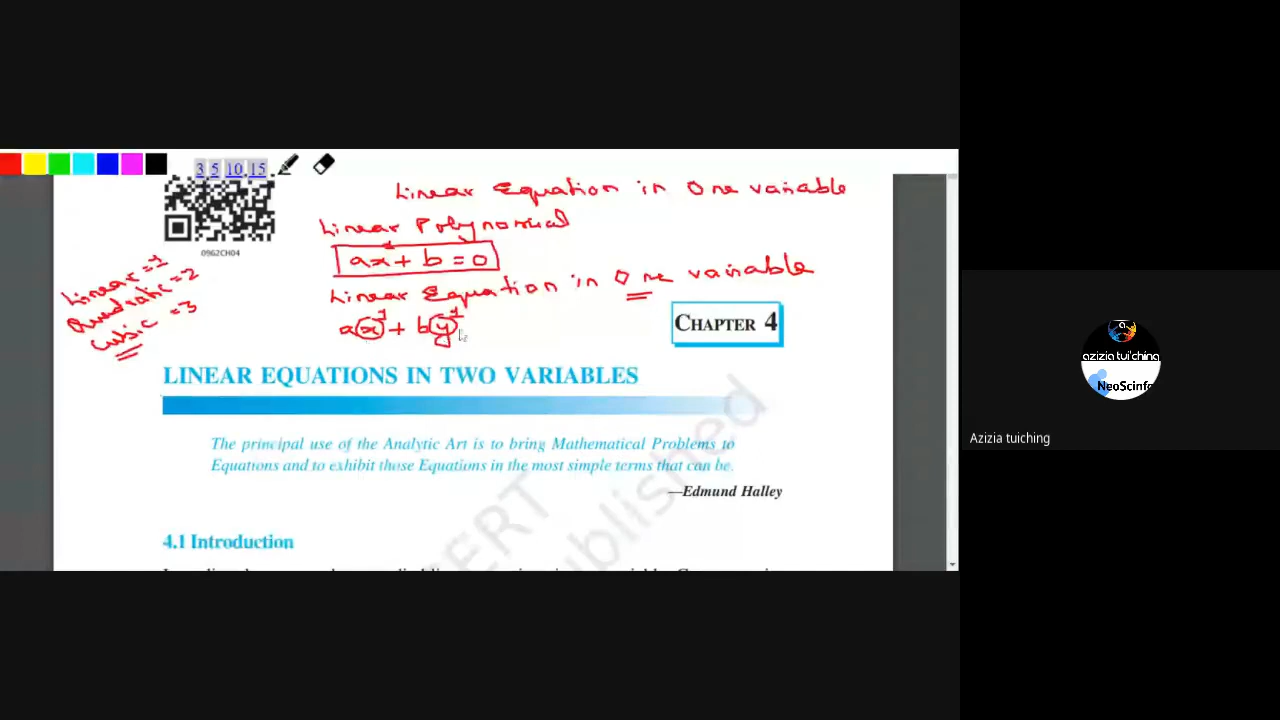 3 5 10 15
Linear Equation in One variable
Linear Polynomial
0962CH04
ax¹ + b = 0
Linear = 1
Quadratic = 2
Cubic = 3
Linear Equation in One variable
ax¹ + by¹
CHAPTER 4
LINEAR EQUATIONS IN TWO VARIABLES
The principal use of the Analytic Art is to bring Mathematical Problems to
Equations and to exhibit those Equations in the most simple terms that can be.
—Edmund Halley
4.1 Introduction
azizia tui'ching
NeoScinfo
Azizia tuiching